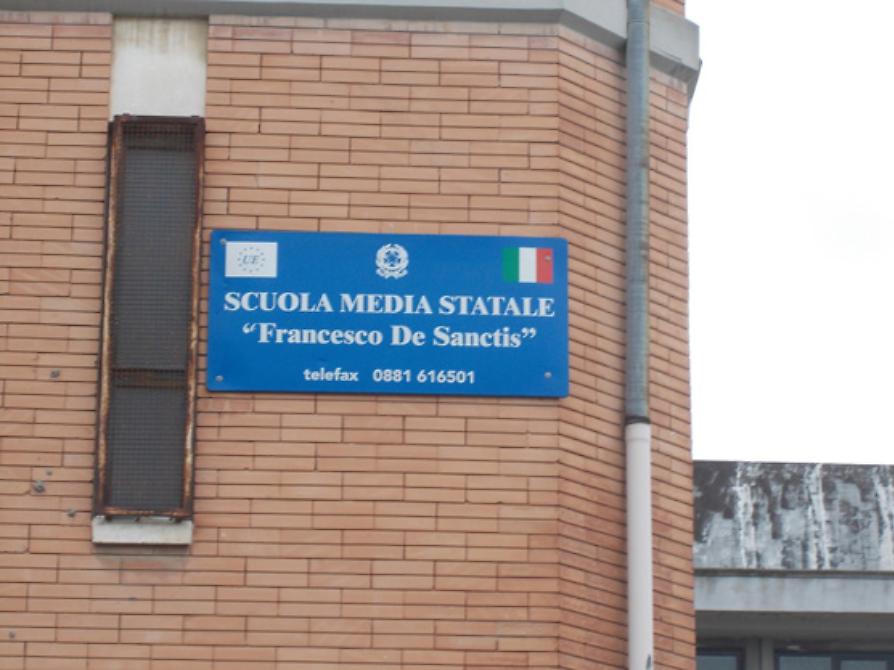 UE
SCUOLA MEDIA STATALE
“Francesco De Sanctis”
telefax 0881 616501